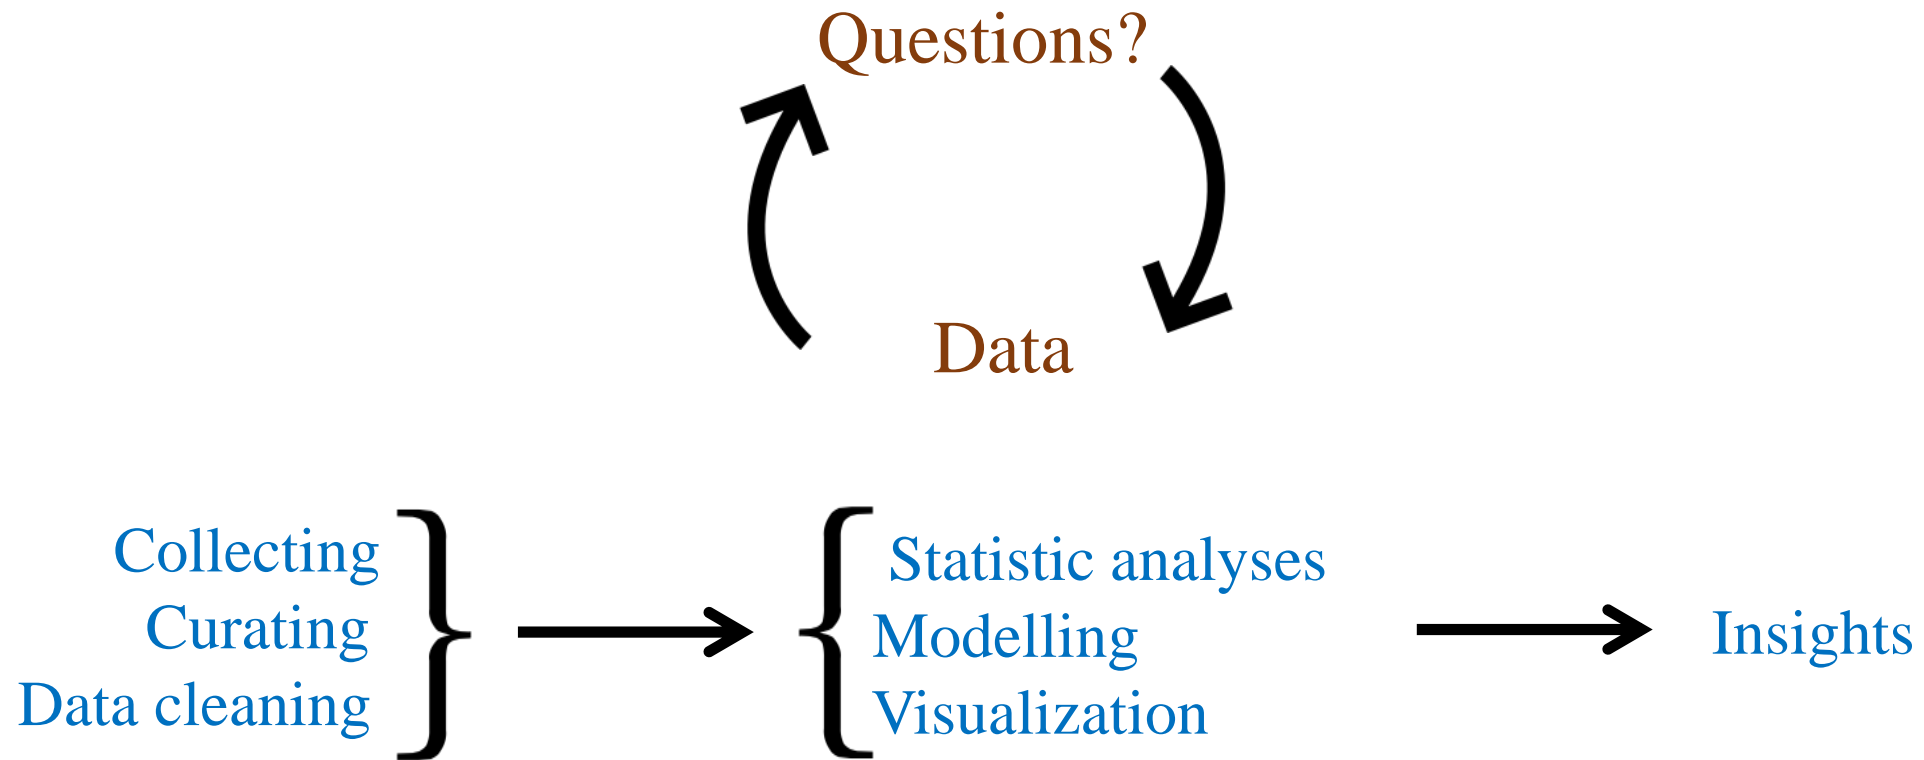 Questions?
Data
Collecting
Curating
Data cleaning
Statistic analyses
Modelling
Visualization
Insights